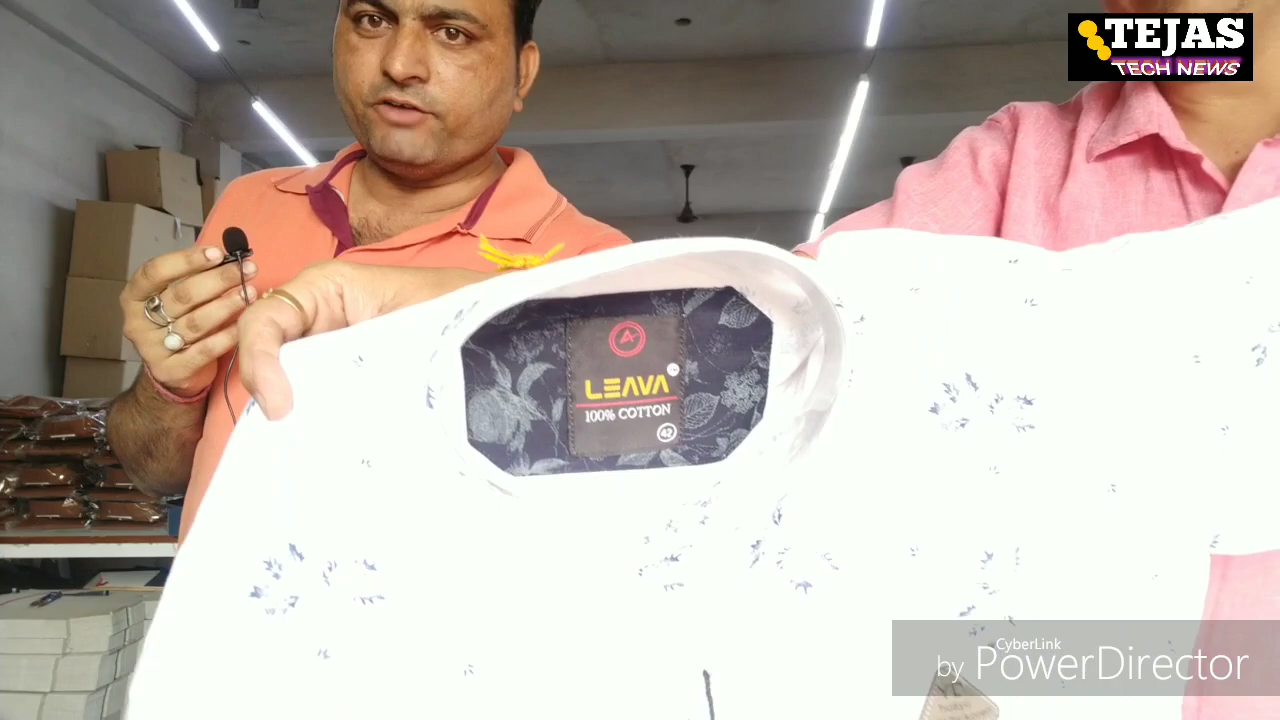 TEJAS
TECH NEWS
LEAVA
100% COTTON
42
CyberLink
by PowerDirector